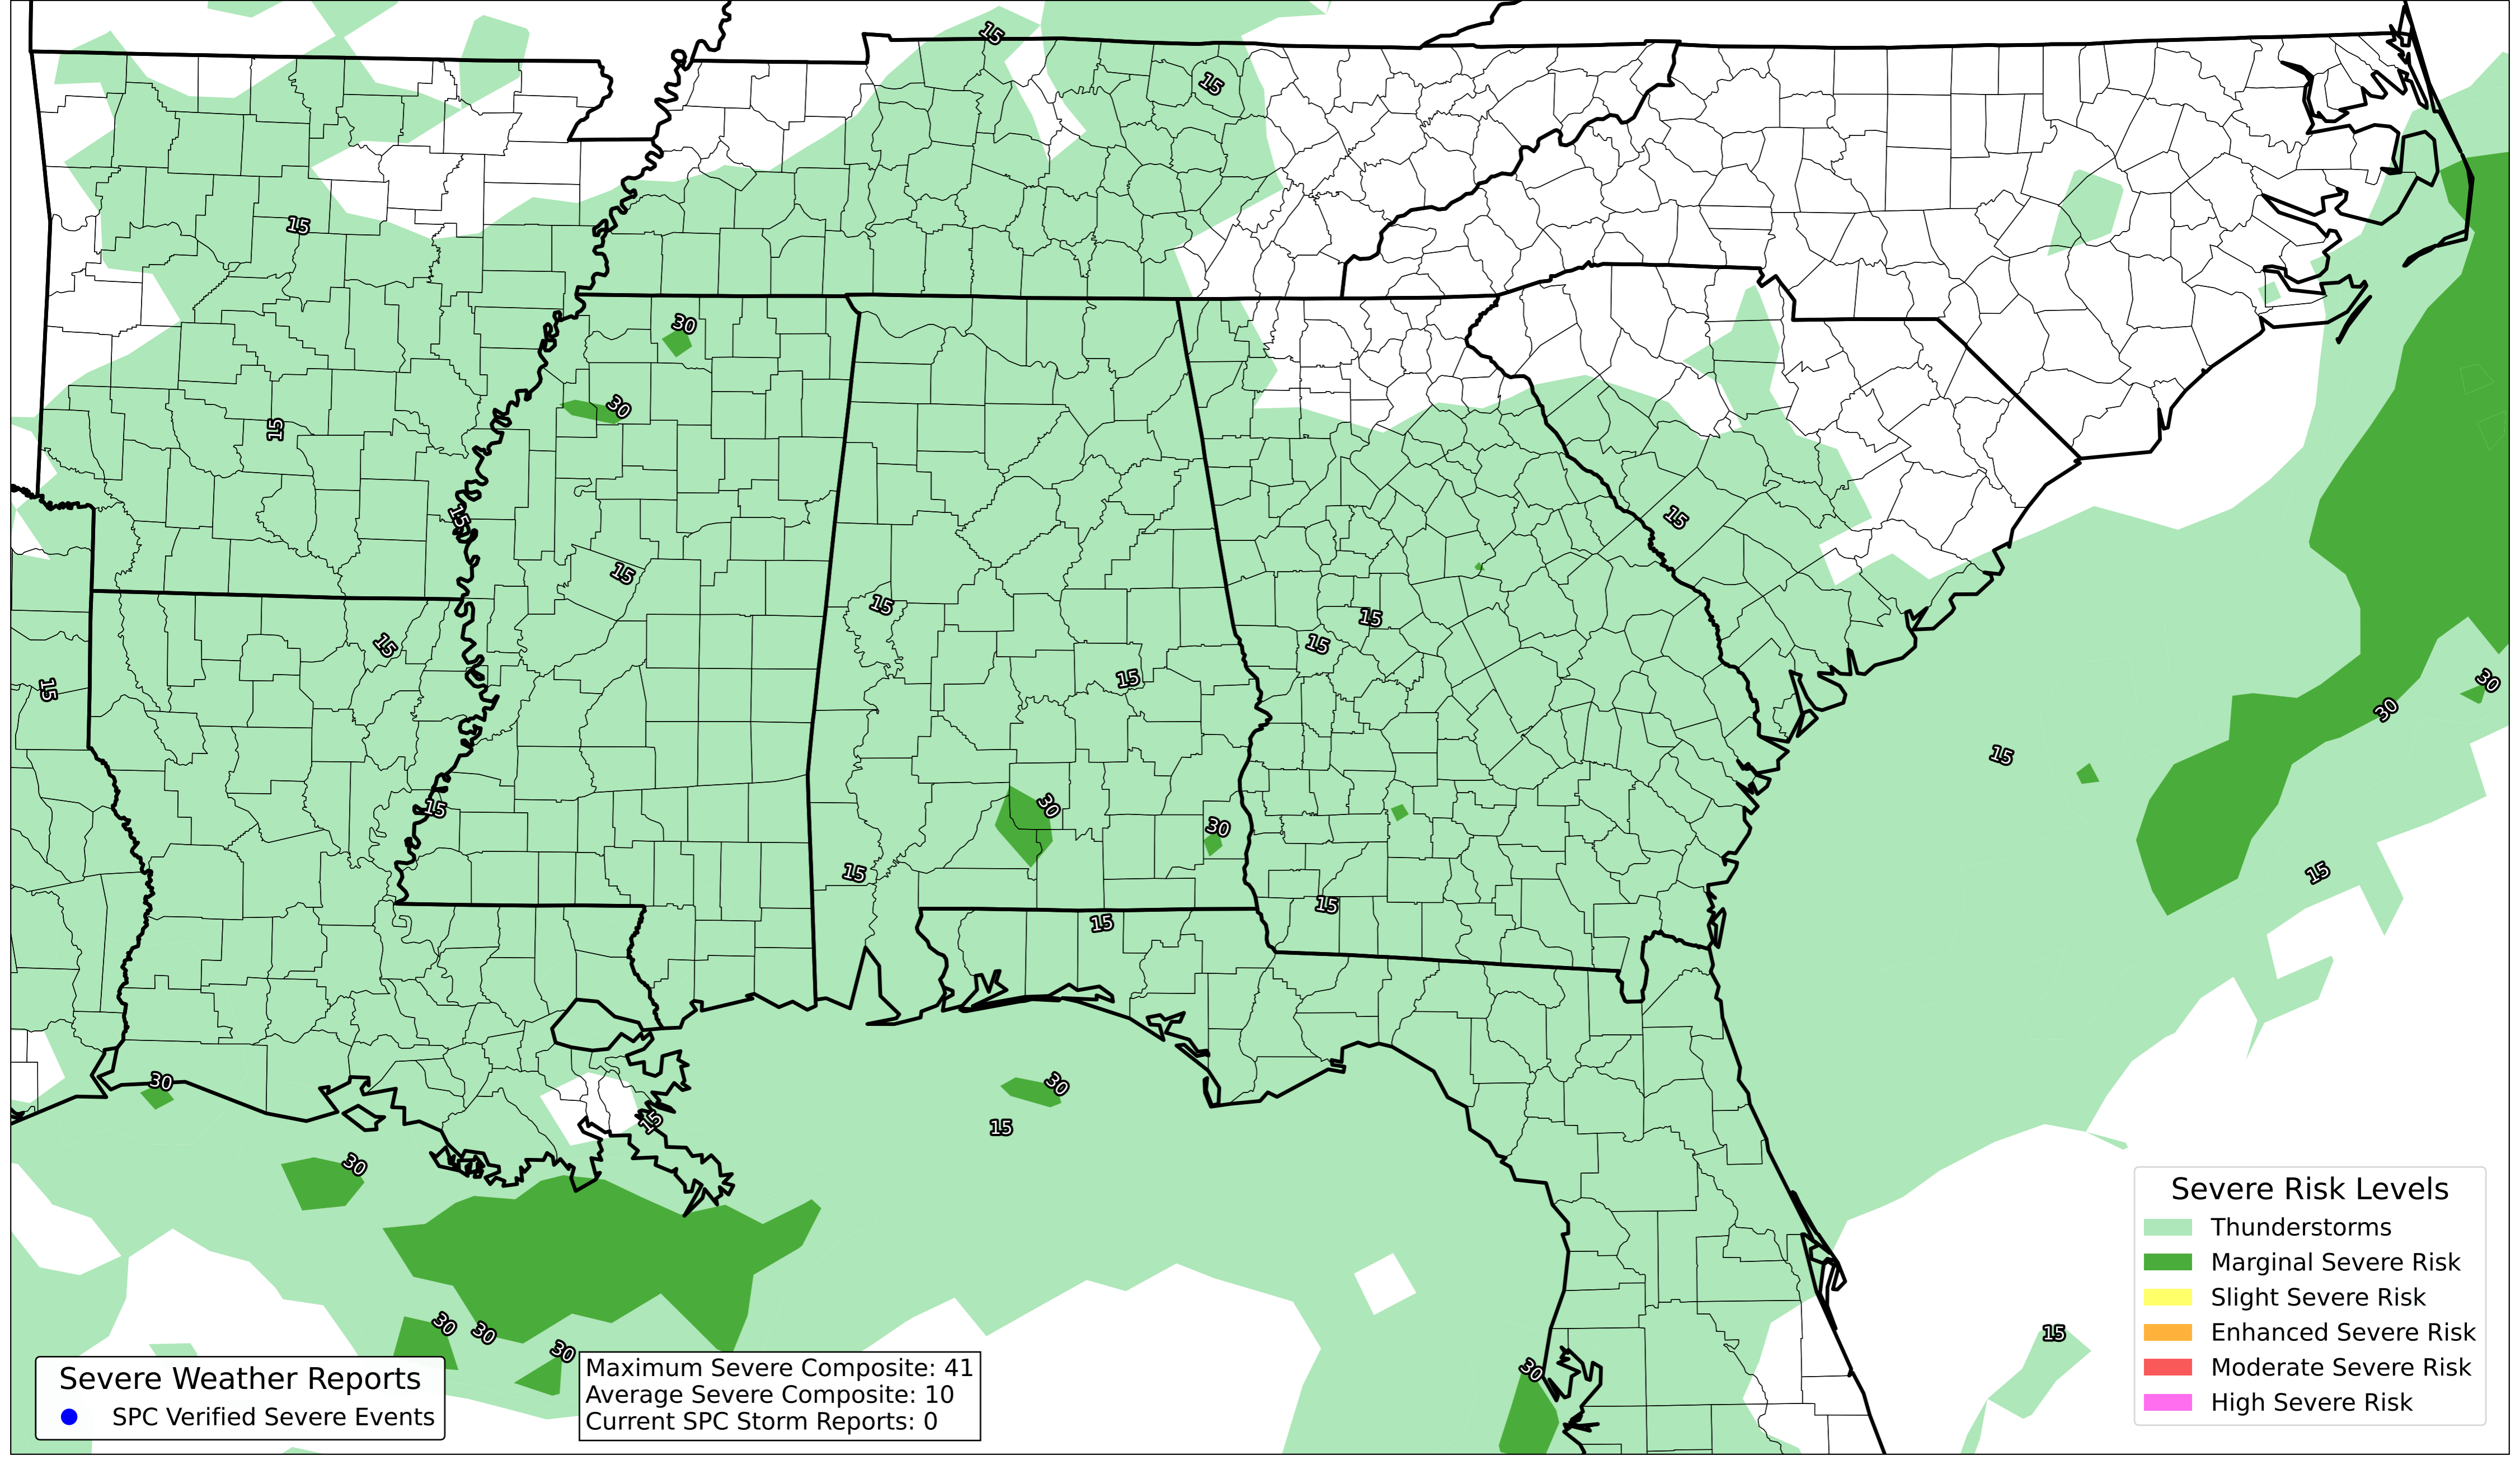 15
15
15
30
30
15
15
15
15
15
15
15
15
15
15
30
30
15
30
15
30
15
15
15
15
30
30
15
15
30
30
30
30
15
30
Severe Risk Levels
Thunderstorms
Marginal Severe Risk
Slight Severe Risk
Enhanced Severe Risk
Moderate Severe Risk
High Severe Risk
Severe Weather Reports
SPC Verified Severe Events
Maximum Severe Composite: 41
Average Severe Composite: 10
Current SPC Storm Reports: 0